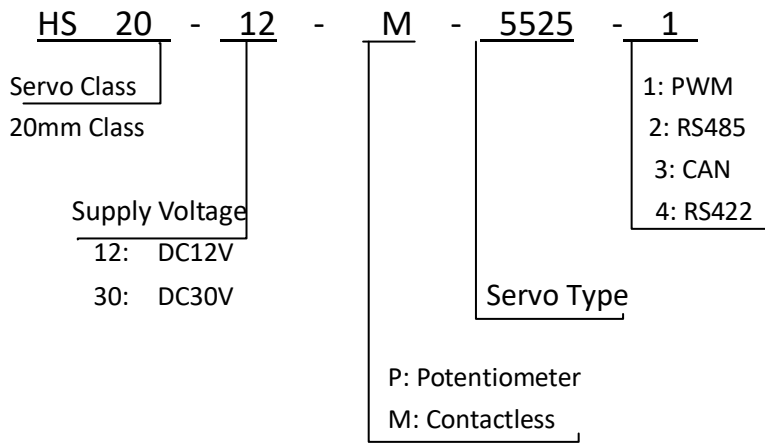 HS 20 - 12 - M - 5525 - 1
Servo Class
20mm Class
1: PWM
2: RS485
3: CAN
4: RS422
Supply Voltage
12: DC12V
30: DC30V
Servo Type
P: Potentiometer
M: Contactless